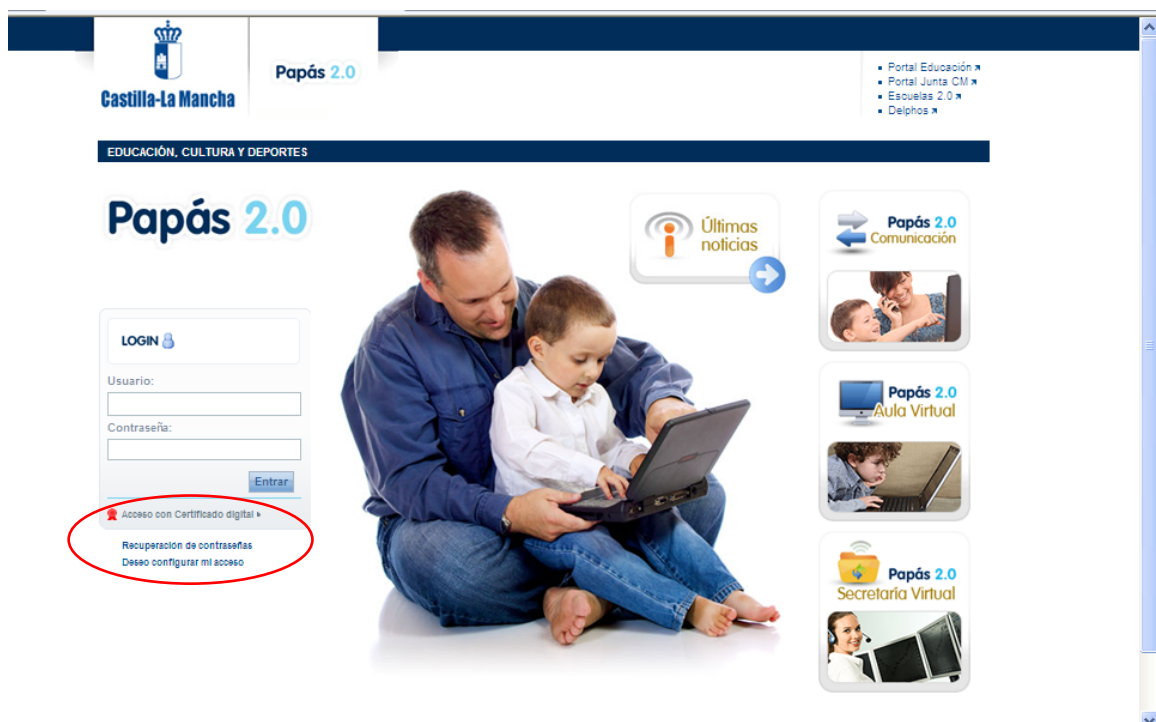 Castilla-La Mancha
Papás 2.0
Portal Educación
Portal Junta CM
Escuelas 2.0
Delphos
EDUCACIÓN, CULTURA Y DEPORTES
Papás 2.0
LOGIN
Usuario:
Contraseña:
Entrar
Acceso con Certificado digital
Recuperación de contraseñas
Deseo configurar mi acceso
Últimas
noticias
Papás 2.0
Comunicación
Papás 2.0
Aula Virtual
Papás 2.0
Secretaría Virtual